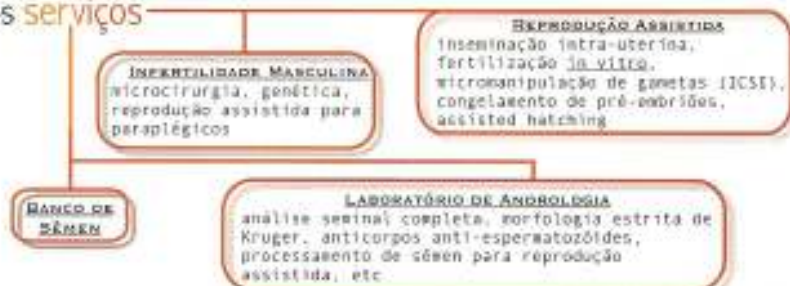 s serviços
INFERTILIDADE MASCULINA
microcirurgia, genética,
reprodução assistida para
paraplégicos
REPRODUÇÃO ASSISTIDA
inseminação intra-uterina,
fertilização in vitro,
micromanipulação de gametas (ICSI),
congelamento de pré-embriões,
assisted hatching
BANCO DE
SÊMEN
LABORATÓRIO DE ANDROLOGIA
análise seminal completa, morfologia estrita de
Kruger, anticorpos anti-espermatozóides,
processamento de sêmen para reprodução
assistida, etc